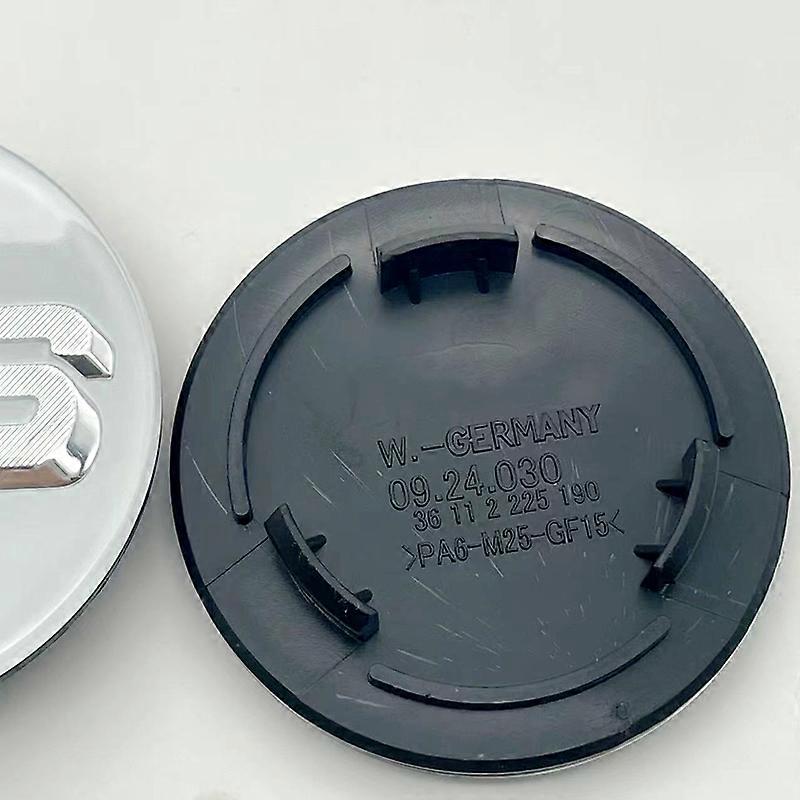 W.-GERMANY
09.24.030
36 11 2 225 190
>PA6-M25-GF15<